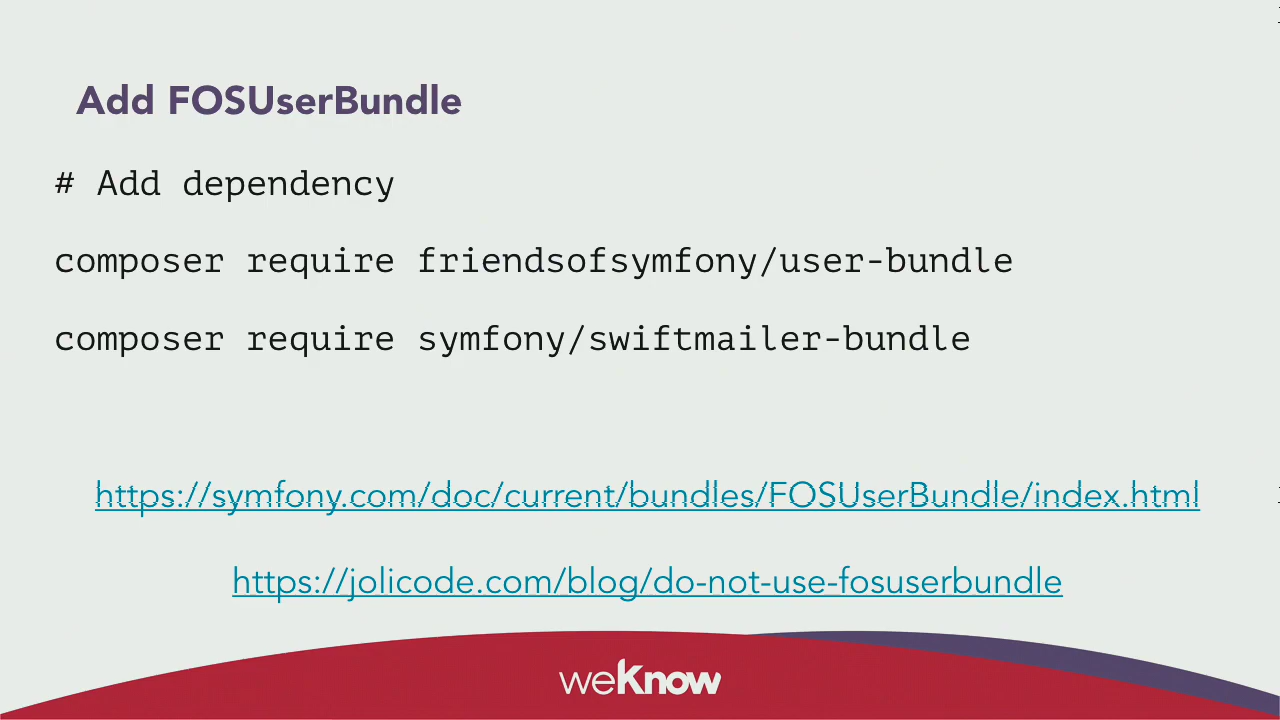 Add FOSUserBundle
# Add dependency
composer require friendsofsymfony/user-bundle
composer require symfony/swiftmailer-bundle
https://symfony.com/doc/current/bundles/FOSUserBundle/index.html
https://jolicode.com/blog/do-not-use-fosuserbundle
weKnow